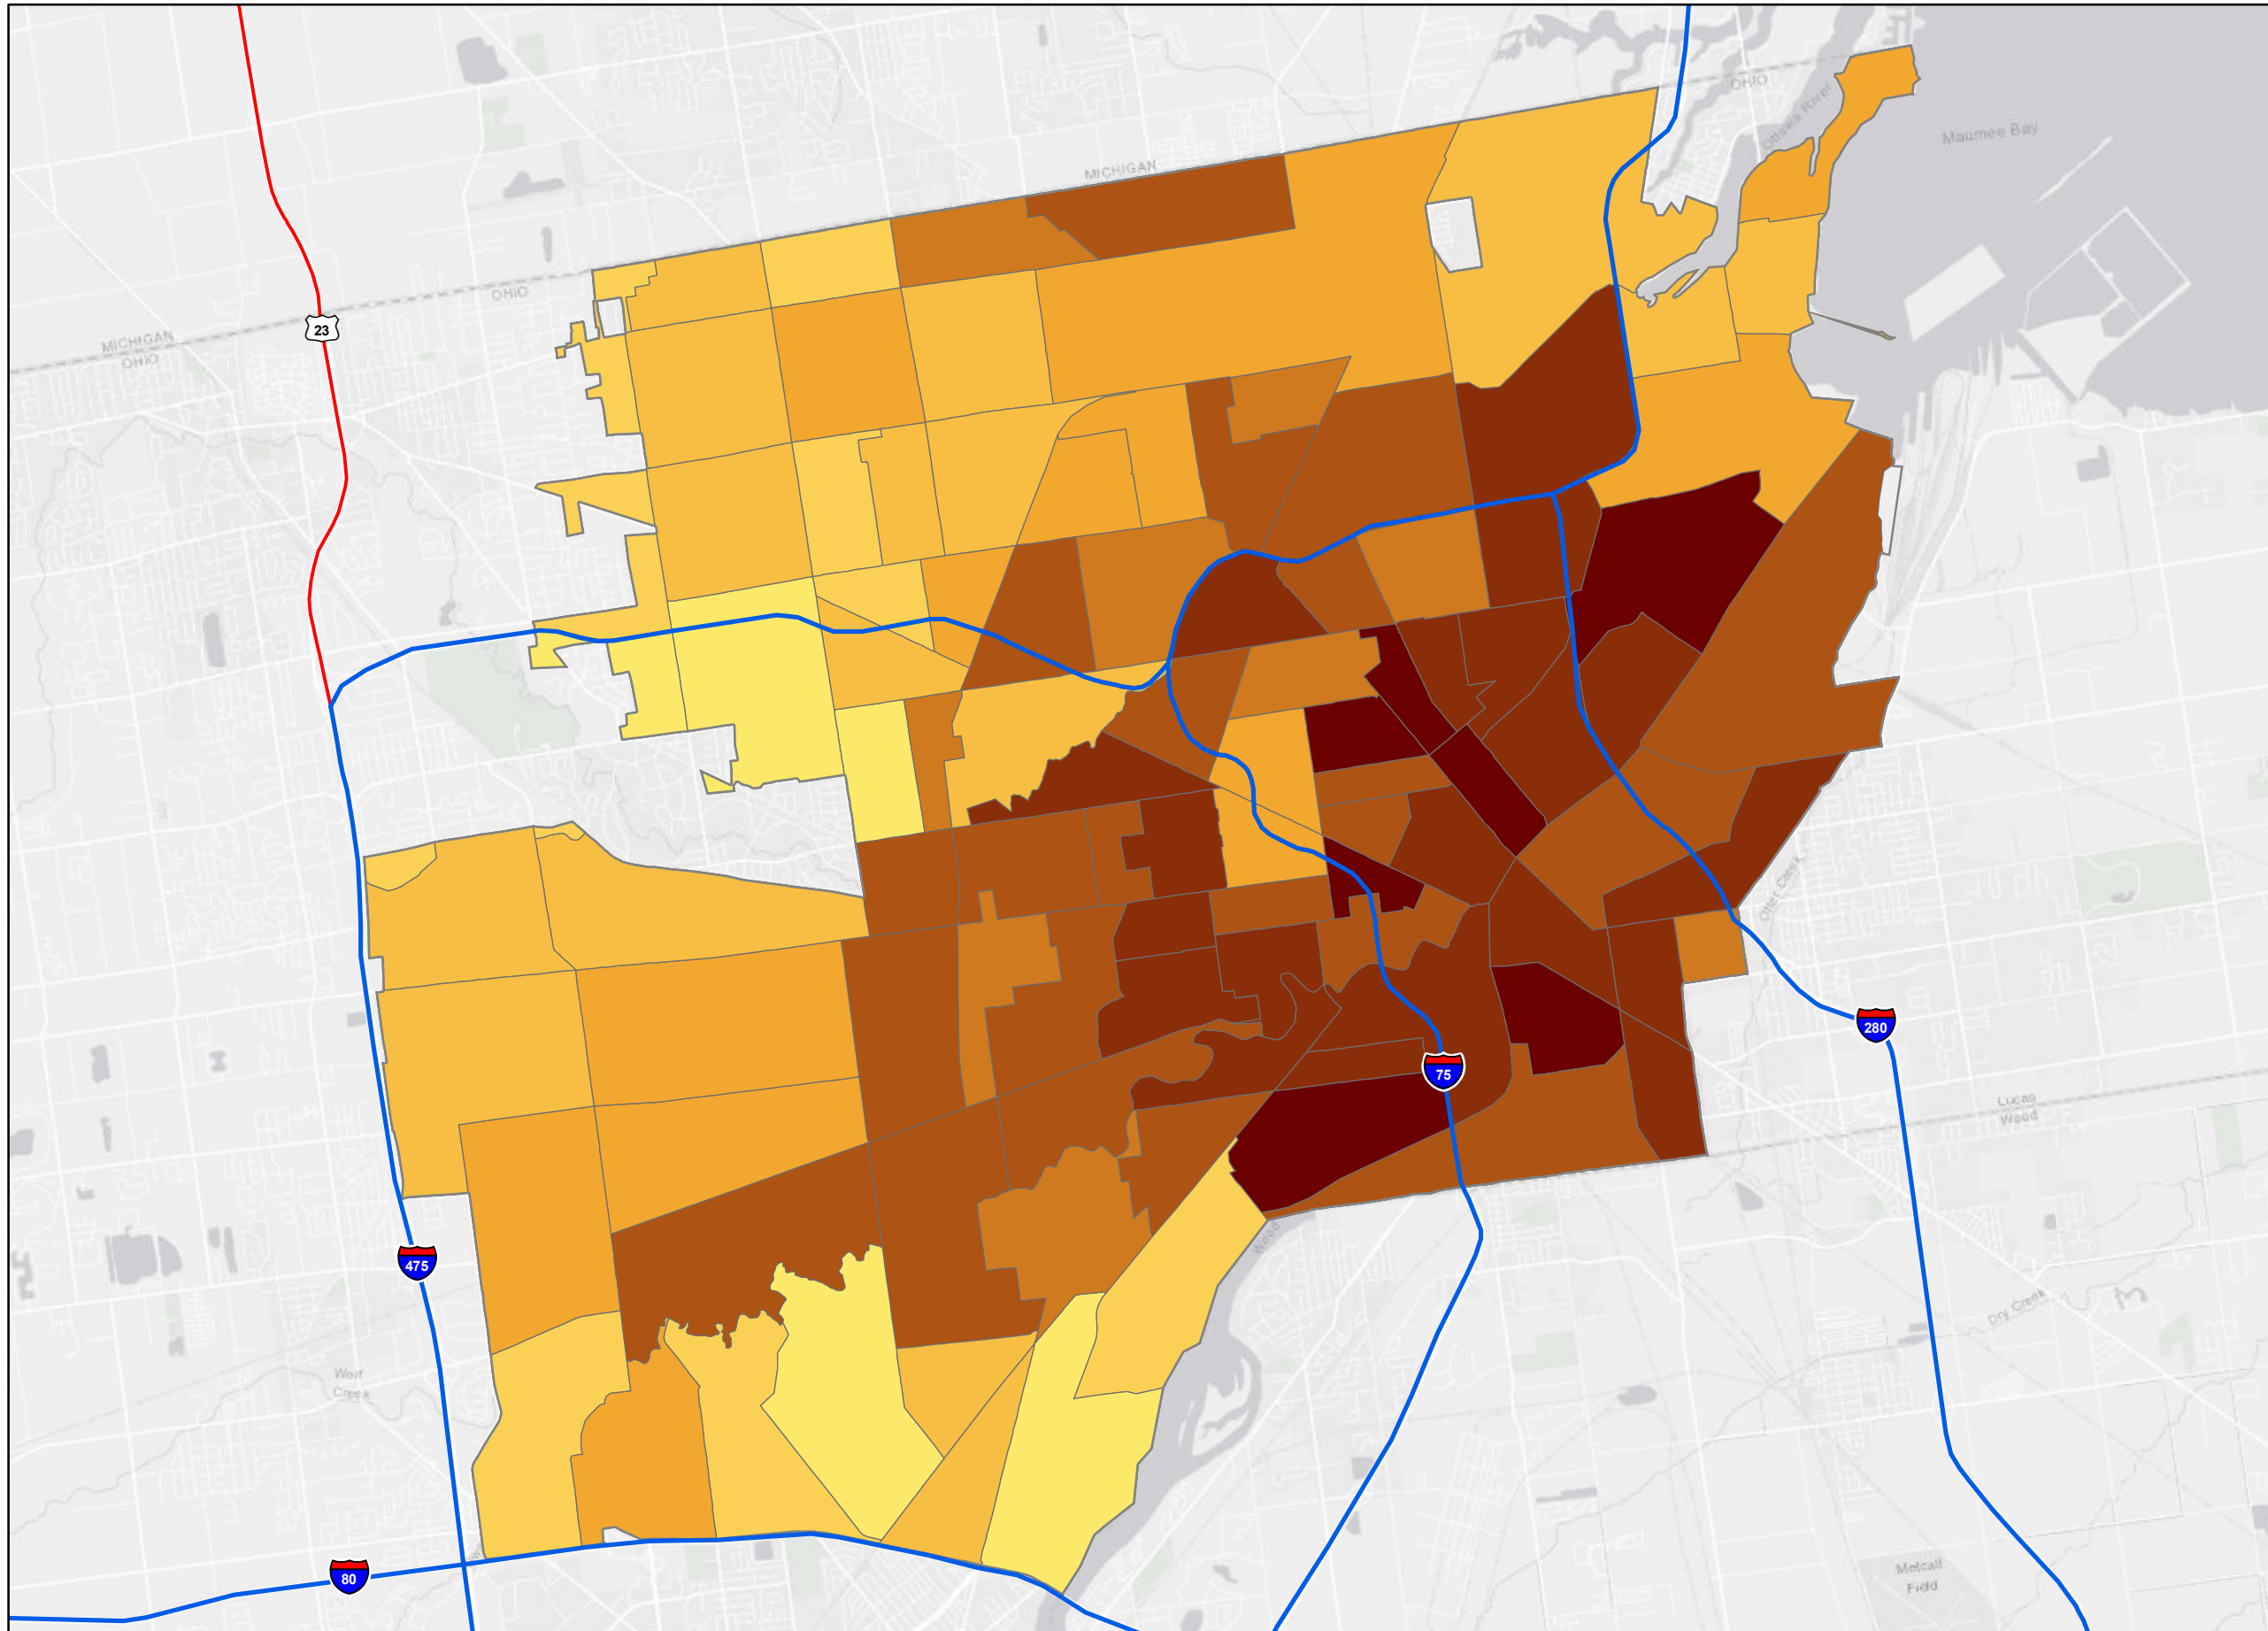 OHIO
Ottawa River
Maumee Bay
MICHIGAN
OHIO
23
MICHIGAN
OHIO
Otter Creek
280
75
Lucas
Wood
Wood
475
Dry Creek
Wolf
Creek
80
Metcalf
Field